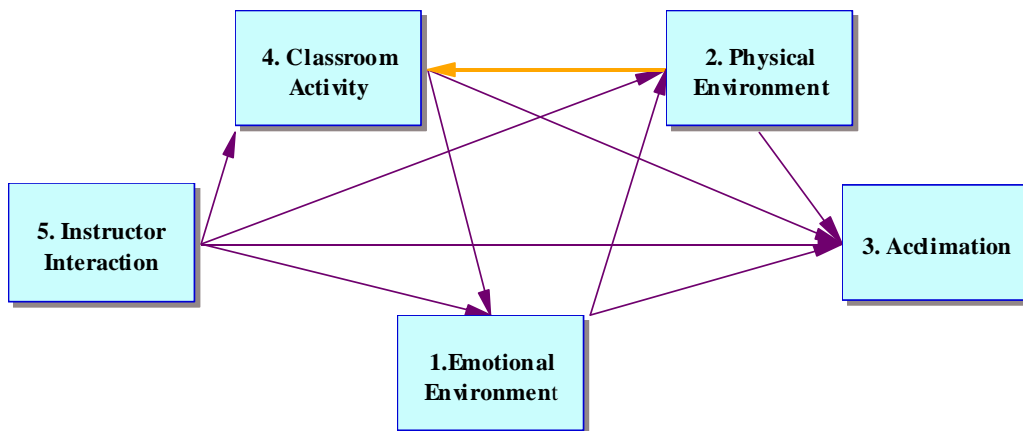 4. Classroom
Activity
2. Physical
Environment
5. Instructor
Interaction
3. Acclimation
1.Emotional
Environment